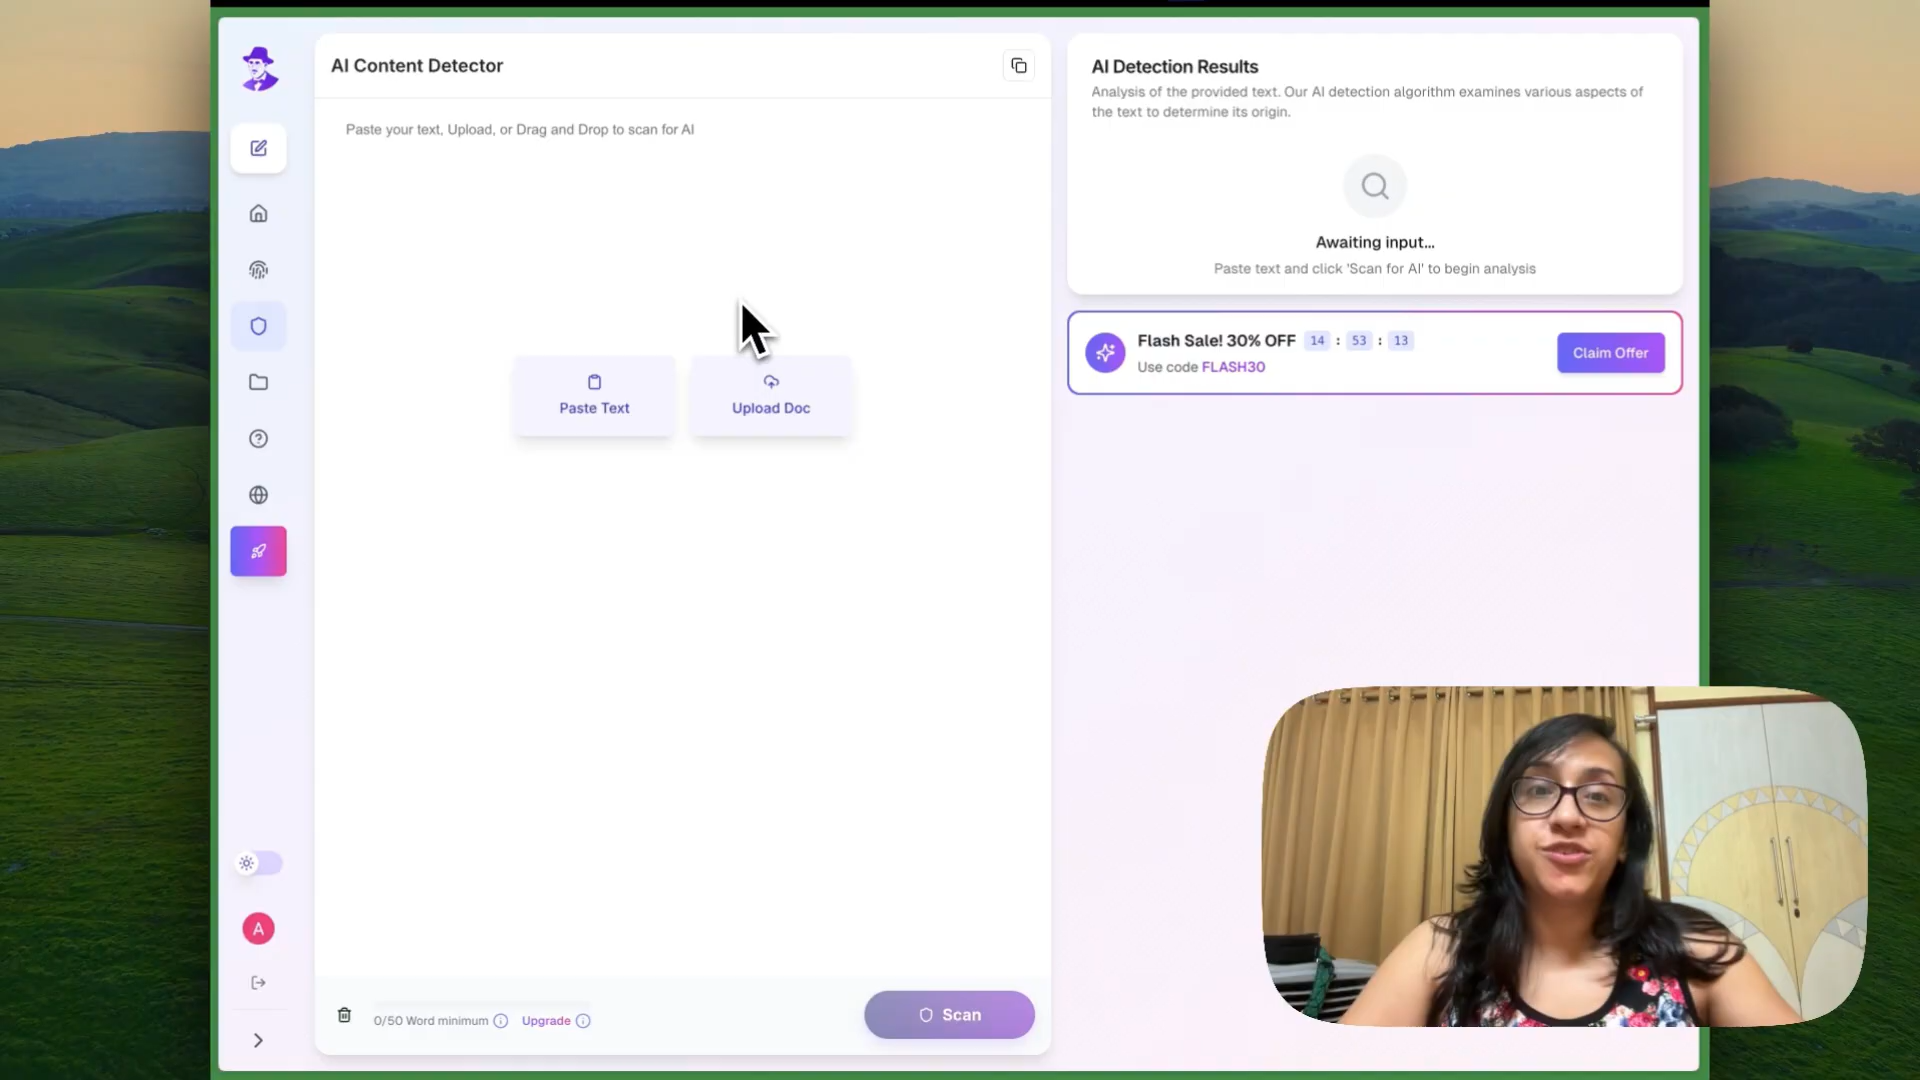 AI Content Detector
Paste your text, Upload, or Drag and Drop to scan for AI
Paste Text
Upload Doc
0/50 Word minimum
Upgrade
Scan
A
AI Detection Results
Analysis of the provided text. Our AI detection algorithm examines various aspects of
the text to determine its origin.
Awaiting input...
Paste text and click 'Scan for AI' to begin analysis
Flash Sale! 30% OFF 14 : 53 : 13
Use code FLASH30
Claim Offer